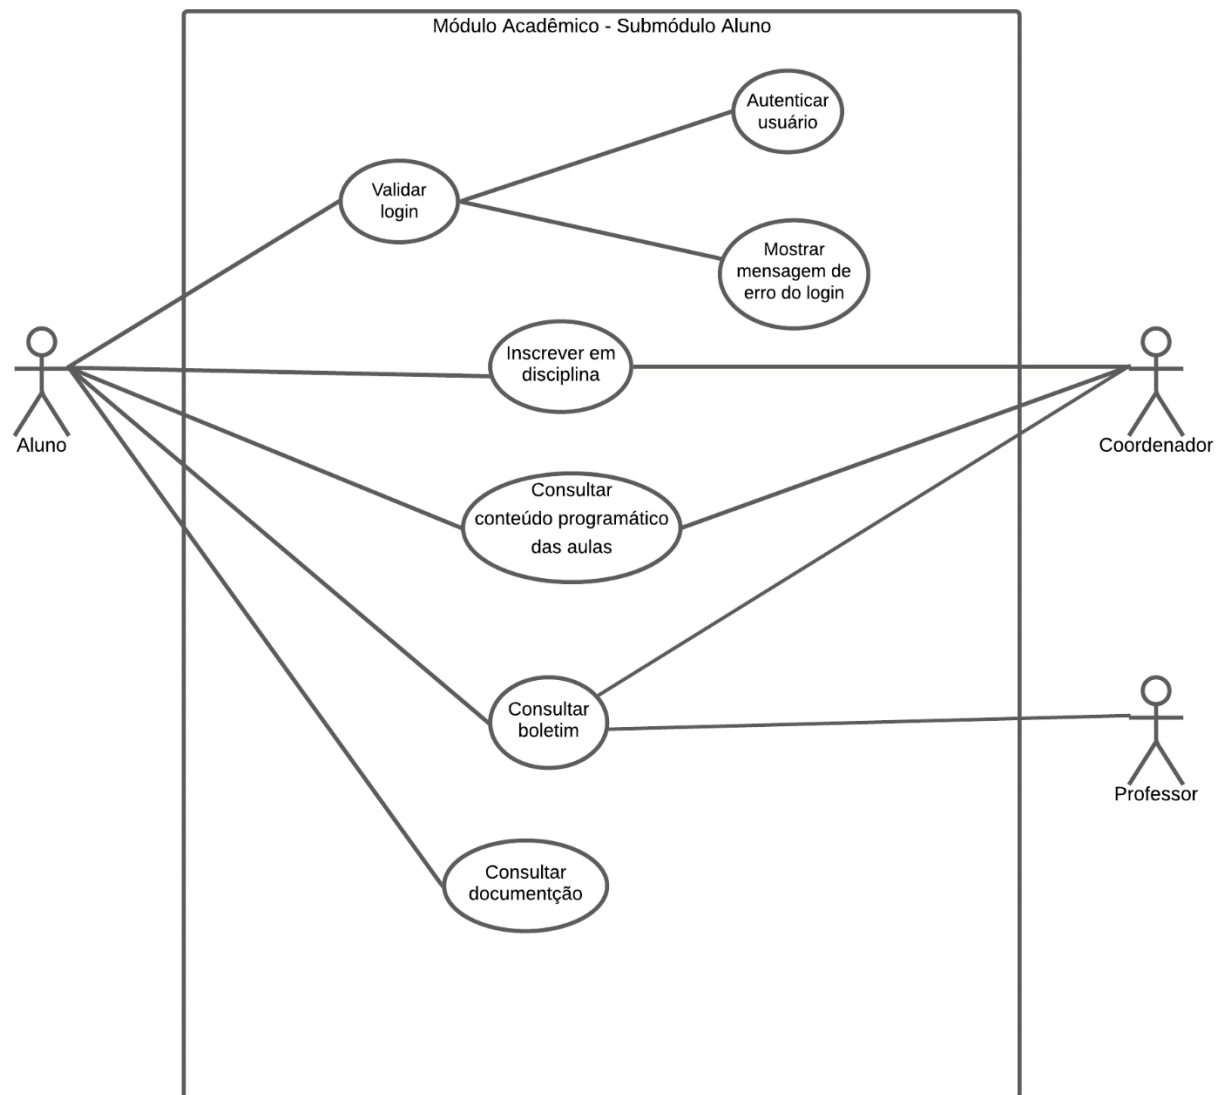 Módulo Acadêmico - Submódulo Aluno
Autenticar
usuário
Validar
login
Mostrar
mensagem de
erro do login
Inscrever em
disciplina
Aluno
Coordenador
Consultar
conteúdo programático
das aulas
Consultar
boletim
Professor
Consultar
documentção